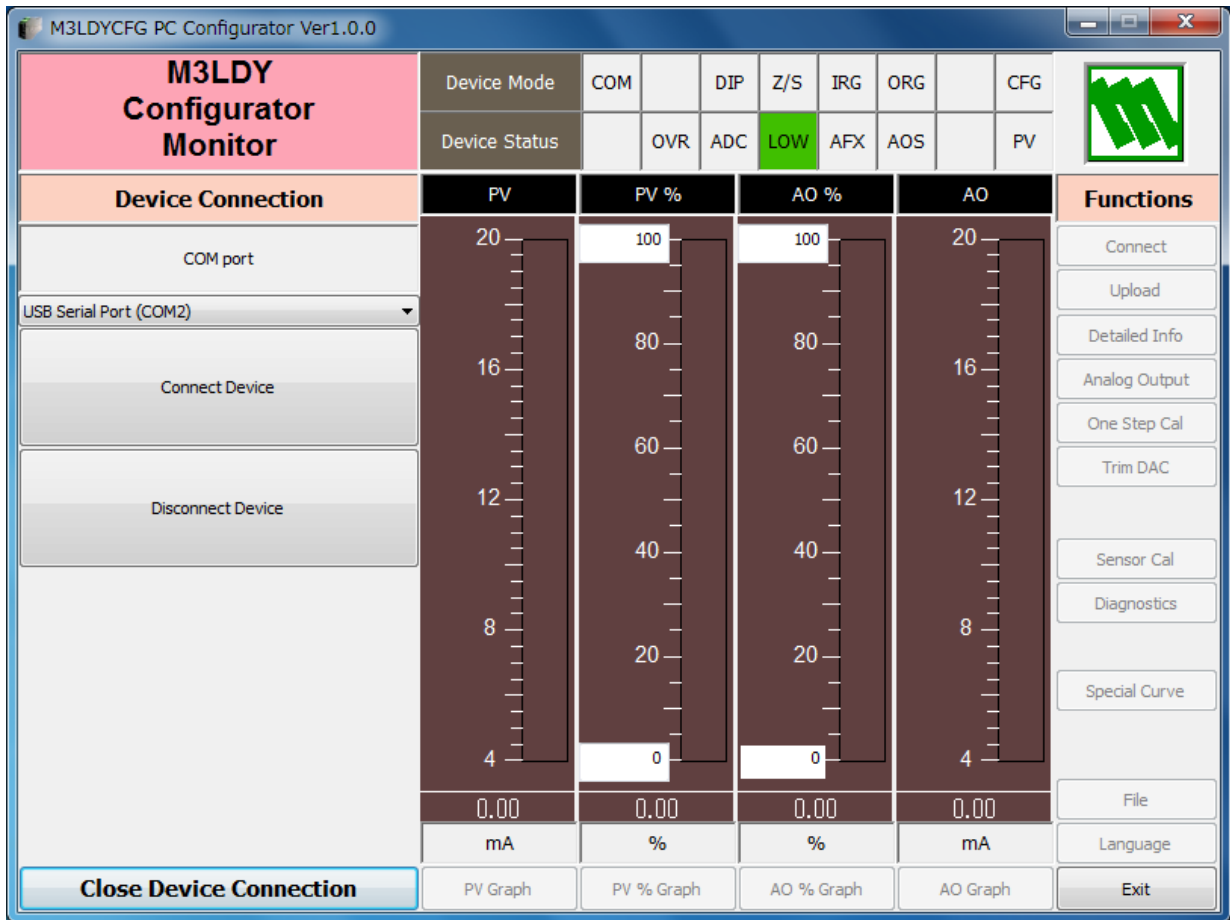 M3LDYCFG PC Configurator Ver1.0.0
M3LDY
Configurator
Monitor
Device Mode
COM
DIP
Z/S
IRG
ORG
CFG
Device Status
OVR
ADC
LOW
AFX
AOS
PV
Device Connection
COM port
USB Serial Port (COM2)
Connect Device
Disconnect Device
Close Device Connection
PV
20
16
12
8
4
0.00
mA
PV Graph
PV %
100
80
60
40
20
0
0.00
%
PV % Graph
AO %
100
80
60
40
20
0
0.00
%
AO % Graph
AO
20
16
12
8
4
0.00
mA
AO Graph
Functions
Connect
Upload
Detailed Info
Analog Output
One Step Cal
Trim DAC
Sensor Cal
Diagnostics
Special Curve
File
Language
Exit